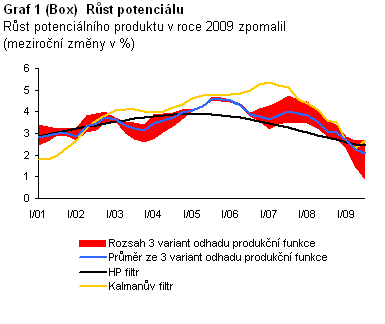 Graf 1 (Box) Růst potenciálu
Růst potenciálního produktu v roce 2009 zpomalil
(meziroční změny v %)
6
5
4
3
2
1
0
I/01 I/02 I/03 I/04 I/05 I/06 I/07 I/08 I/09
Rozsah 3 variant odhadu produkční funkce
Průměr ze 3 variant odhadu produkční funkce
HP filtr
Kalmanův filtr